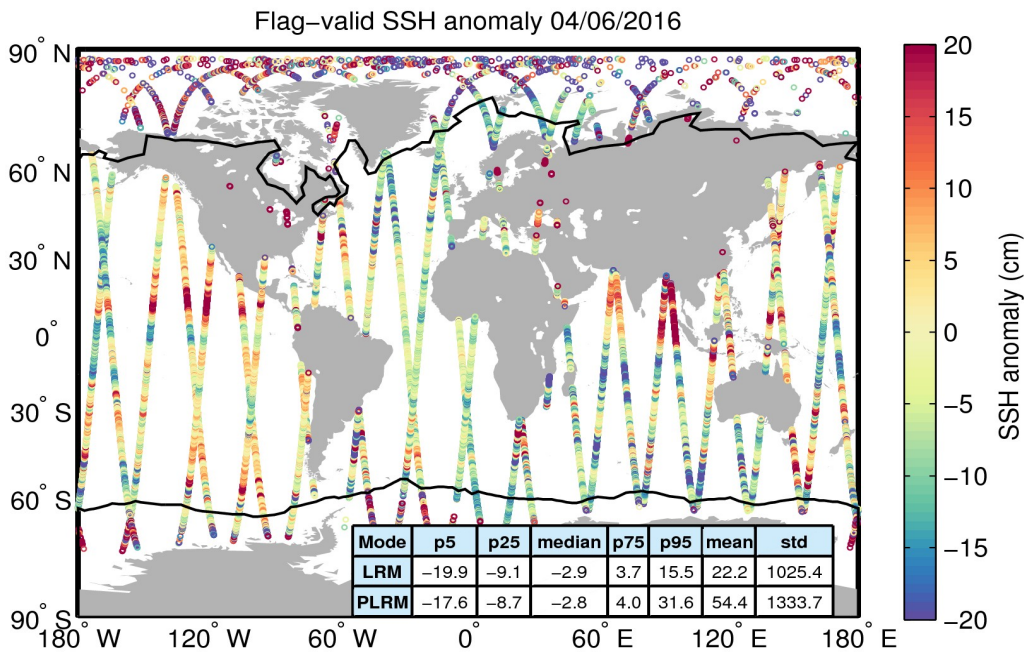 Flag−valid SSH anomaly 04/06/2016
90° N
60° N
30° N
0°
30° S
60° S
90° S
180° W
120° W
60° W
0°
60° E
120° E
180° E
Mode p5 p25 median p75 p95 mean std
LRM −19.9 −9.1 −2.9 3.7 15.5 22.2 1025.4
PLRM −17.6 −8.7 −2.8 4.0 31.6 54.4 1333.7
20
15
10
5
0
−5
−10
−15
−20
SSH anomaly (cm)